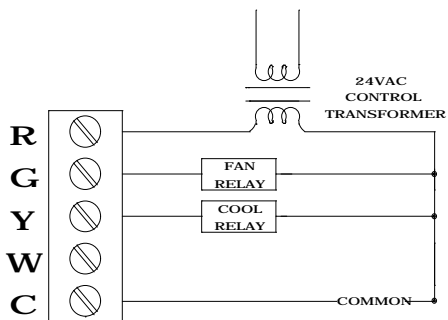 24VAC
CONTROL
TRANSFORMER
R
G
FAN
RELAY
Y
COOL
RELAY
W
C
COMMON